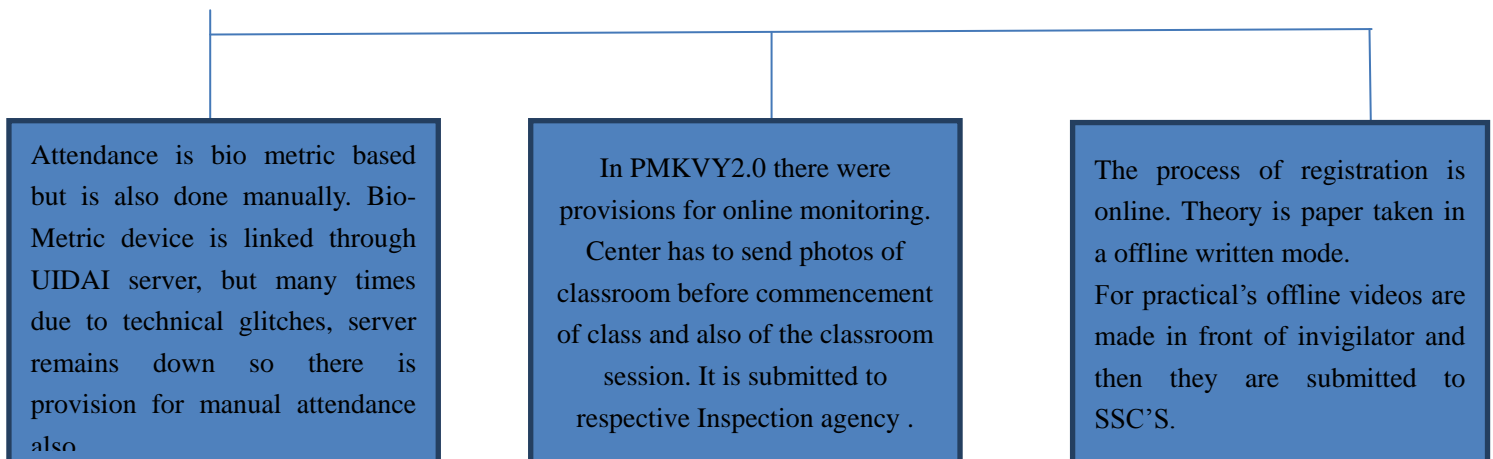 Attendance is bio metric based
but is also done manually. Bio-
Metric device is linked through
UIDAI server, but many times
due to technical glitches, server
remains down so there is
provision for manual attendance
also
In PMKVY2.0 there were
provisions for online monitoring.
Center has to send photos of
classroom before commencement
of class and also of the classroom
session. It is submitted to
respective Inspection agency .
The process of registration is
online. Theory is paper taken in
a offline written mode.
For practical’s offline videos are
made in front of invigilator and
then they are submitted to
SSC’S.